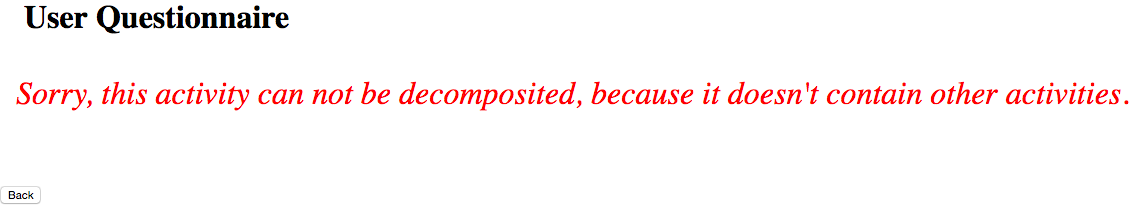 User Questionnaire
Sorry, this activity can not be decomposited, because it doesn't contain other activities.
Back